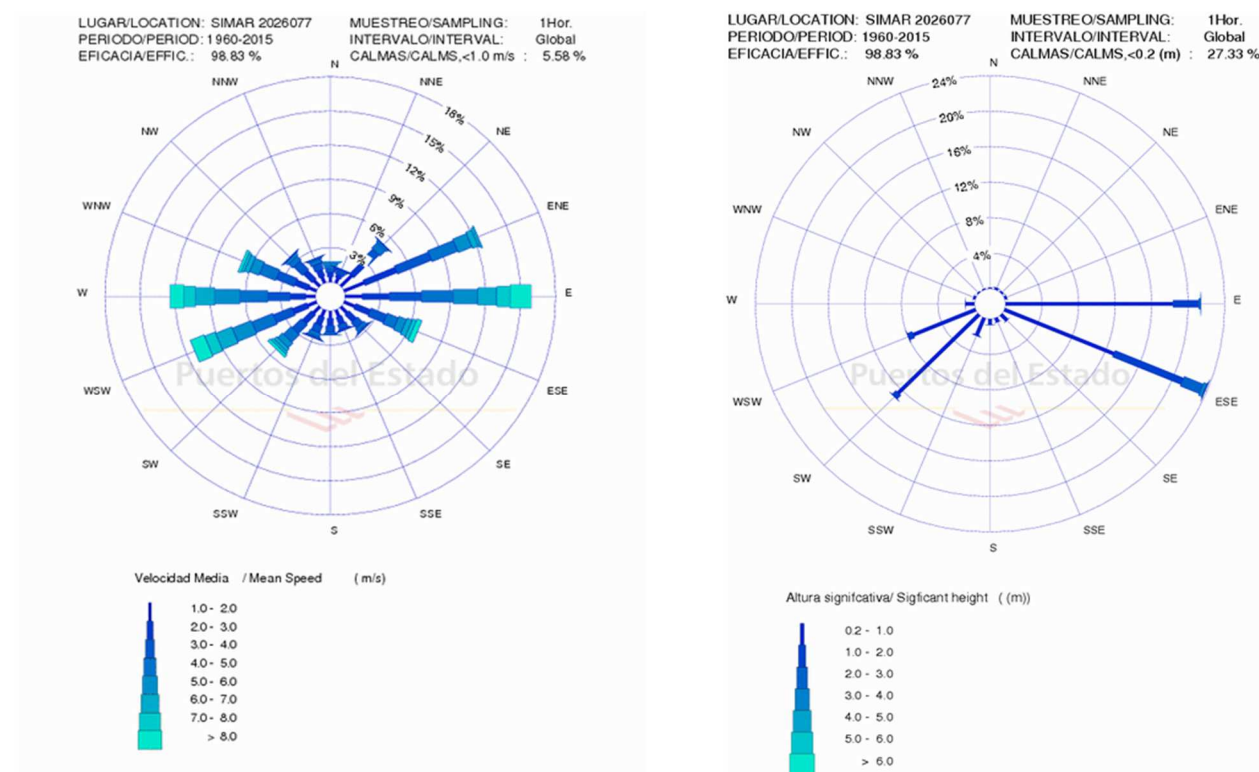 LUGAR/LOCATION: SIMAR 2026077 MUESTREO/SAMPLING: 1Hor.
PERIODO/PERIOD: 1960-2015 INTERVALO/INTERVAL: Global
EFICACIA/EFFIC.: 98.83 % CALMAS/CALMS,<1.0 m/s : 5.58 %
N
NNW NNE
18%
NW NE
15%
12%
WNW 9% ENE
6%
3%
W E
Puertos del Estado
WSW ESE
SW SE
SSW SSE
S
Velocidad Media / Mean Speed ( m/s)
1.0 - 2.0
2.0 - 3.0
3.0 - 4.0
4.0 - 5.0
5.0 - 6.0
6.0 - 7.0
7.0 - 8.0
> 8.0
LUGAR/LOCATION: SIMAR 2026077 MUESTREO/SAMPLING: 1Hor.
PERIODO/PERIOD: 1960-2015 INTERVALO/INTERVAL: Global
EFICACIA/EFFIC.: 98.83 % CALMAS/CALMS,<0.2 (m) : 27.33 %
N
NNW 24% NNE
20%
NW NE
16%
12%
WNW ENE
8%
4%
W E
Puertos del Estado
WSW ESE
SW SE
SSW SSE
S
Altura signifcativa/ Sigficant height ( (m))
0.2 - 1.0
1.0 - 2.0
2.0 - 3.0
3.0 - 4.0
4.0 - 5.0
5.0 - 6.0
> 6.0